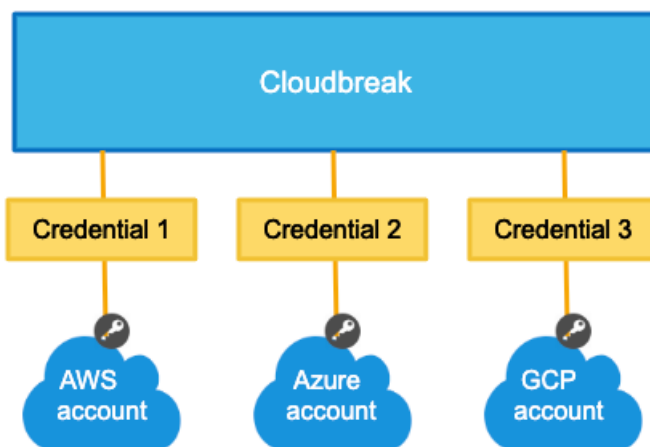 Cloudbreak
Credential 1
Credential 2
Credential 3
AWS
account
Azure
account
GCP
account